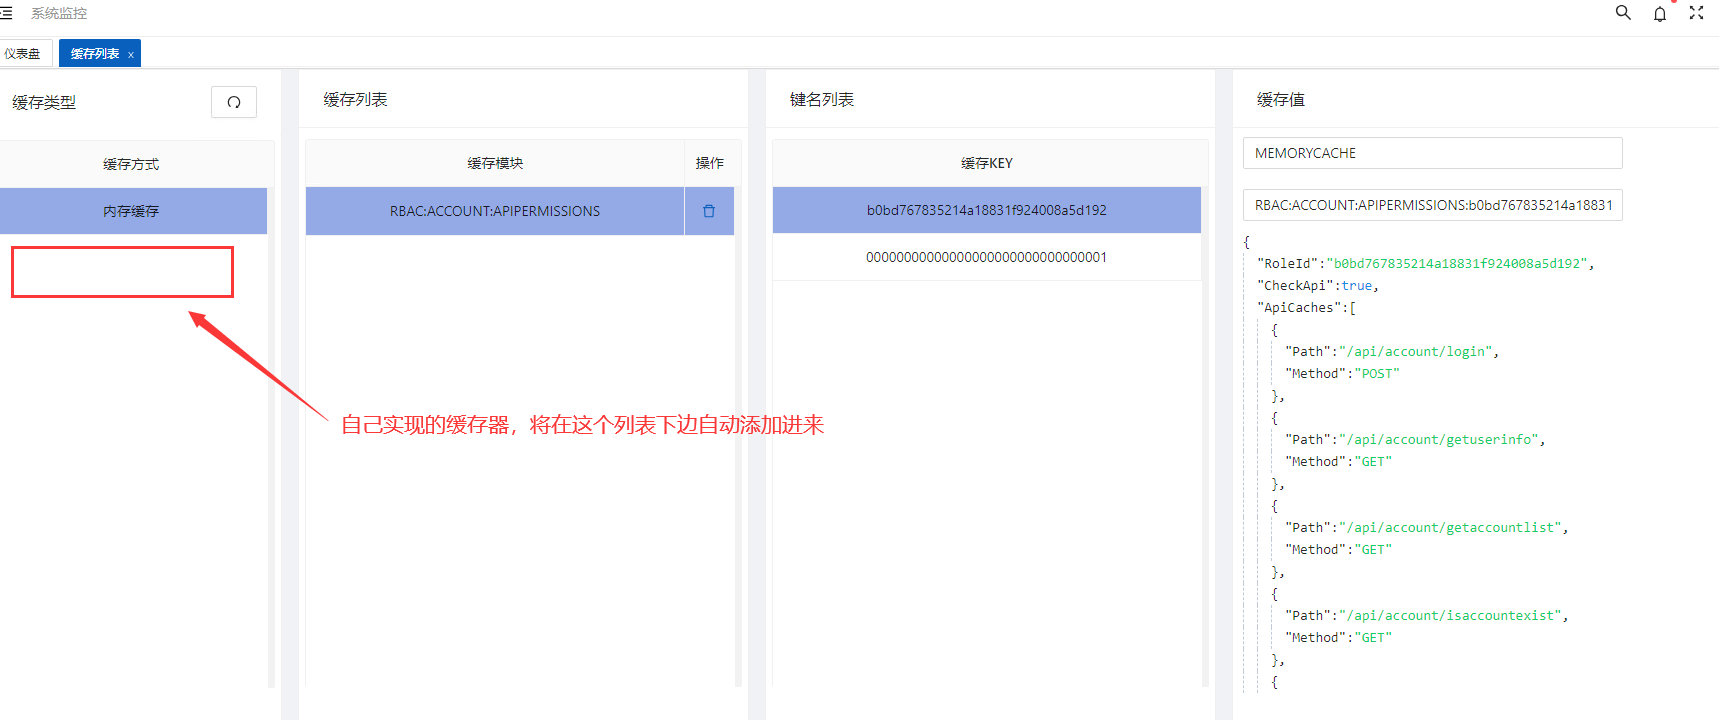 系统监控
仪表盘
缓存列表 x
缓存类型
缓存方式
内存缓存
缓存列表
缓存模块 操作
RBAC:ACCOUNT:APIPERMISSIONS
键名列表
缓存KEY
b0bd767835214a18831f924008a5d192
00000000000000000000000000000001
自己实现的缓存器，将在这个列表下边自动添加进来
缓存值
MEMORYCACHE
RBAC:ACCOUNT:APIPERMISSIONS:b0bd767835214a18831
{
"RoleId":"b0bd767835214a18831f924008a5d192",
"CheckApi":true,
"ApiCaches":[
{
"Path":"/api/account/login",
"Method":"POST"
},
{
"Path":"/api/account/getuserinfo",
"Method":"GET"
},
{
"Path":"/api/account/getaccountlist",
"Method":"GET"
},
{
"Path":"/api/account/isaccountexist",
"Method":"GET"
},
{